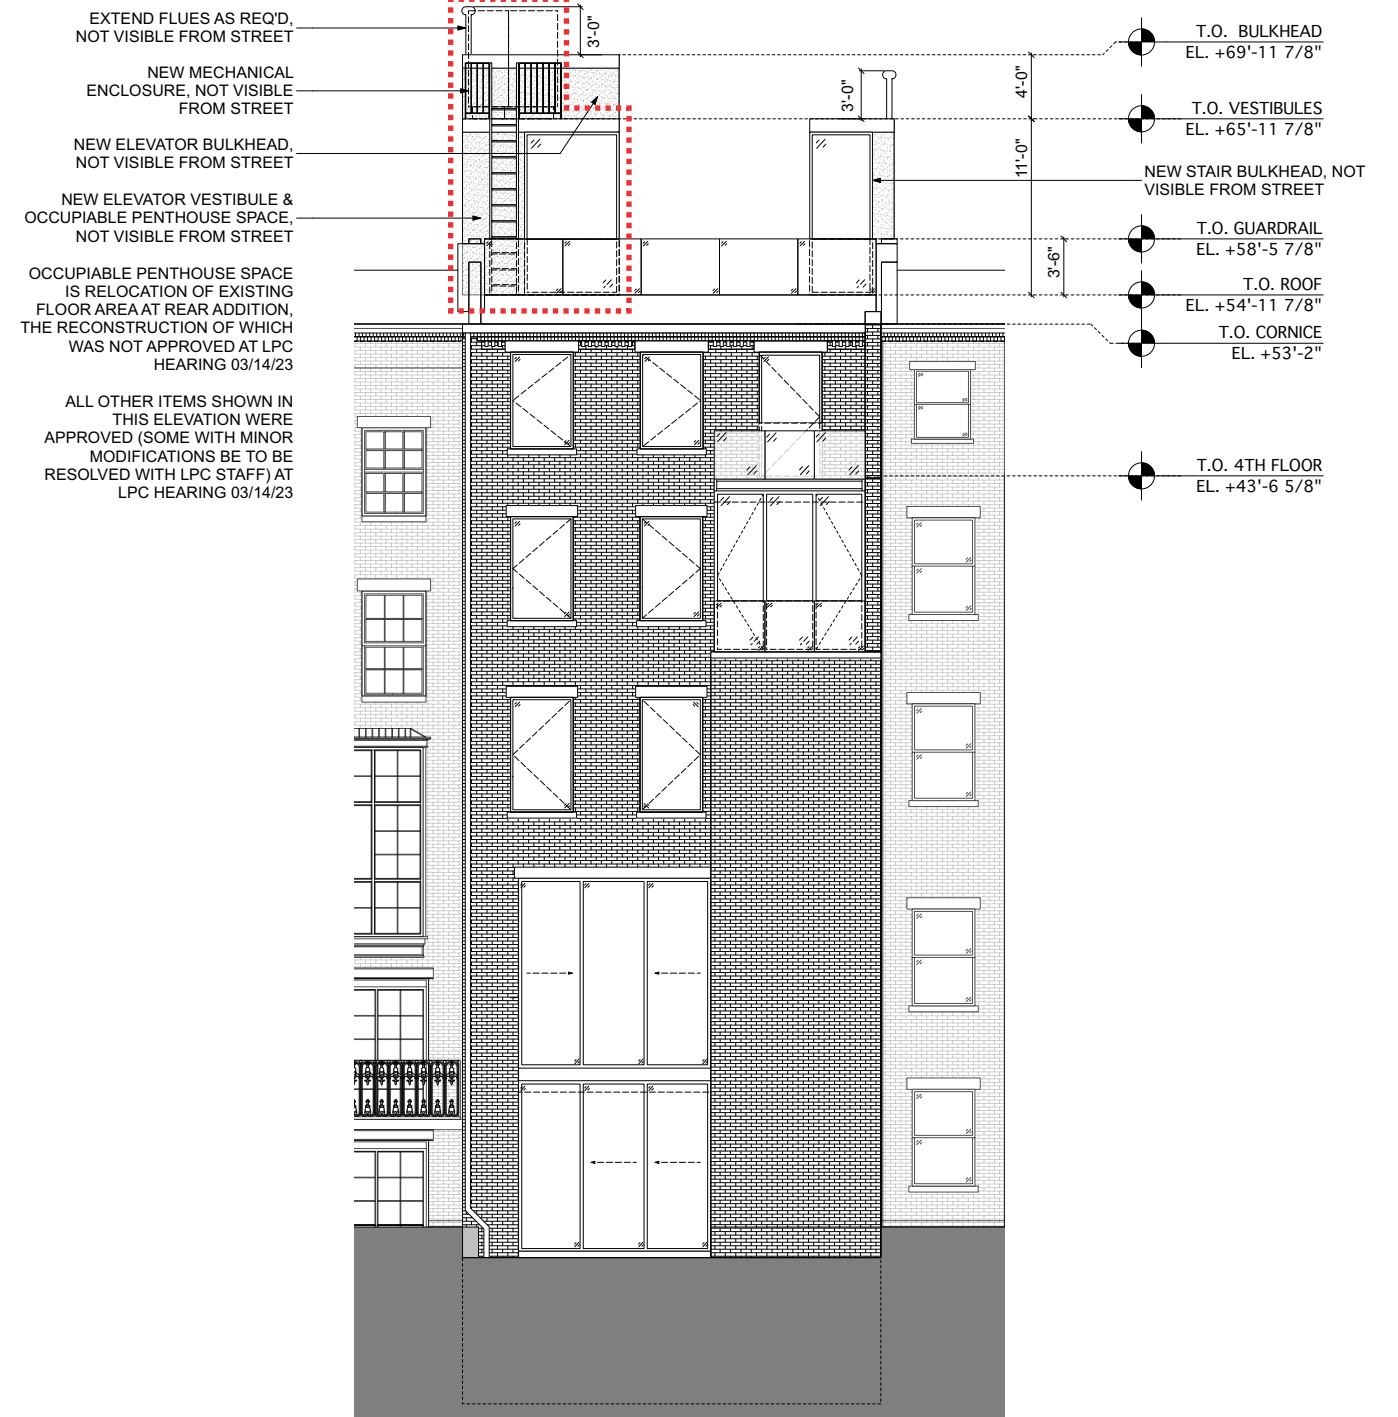 EXTEND FLUES AS REQ'D,
NOT VISIBLE FROM STREET
NEW MECHANICAL
ENCLOSURE, NOT VISIBLE
FROM STREET
NEW ELEVATOR BULKHEAD,
NOT VISIBLE FROM STREET
NEW ELEVATOR VESTIBULE &
OCCUPIABLE PENTHOUSE SPACE,
NOT VISIBLE FROM STREET
OCCUPIABLE PENTHOUSE SPACE
IS RELOCATION OF EXISTING
FLOOR AREA AT REAR ADDITION,
THE RECONSTRUCTION OF WHICH
WAS NOT APPROVED AT LPC
HEARING 03/14/23
ALL OTHER ITEMS SHOWN IN
THIS ELEVATION WERE
APPROVED (SOME WITH MINOR
MODIFICATIONS BE TO BE
RESOLVED WITH LPC STAFF) AT
LPC HEARING 03/14/23
3'-0"
3'-0"
4'-0"
11'-0"
3'-6"
T.O. BULKHEAD
EL. +69'-11 7/8"
T.O. VESTIBULES
EL. +65'-11 7/8"
NEW STAIR BULKHEAD, NOT
VISIBLE FROM STREET
T.O. GUARDRAIL
EL. +58'-5 7/8"
T.O. ROOF
EL. +54'-11 7/8"
T.O. CORNICE
EL. +53'-2"
T.O. 4TH FLOOR
EL. +43'-6 5/8"